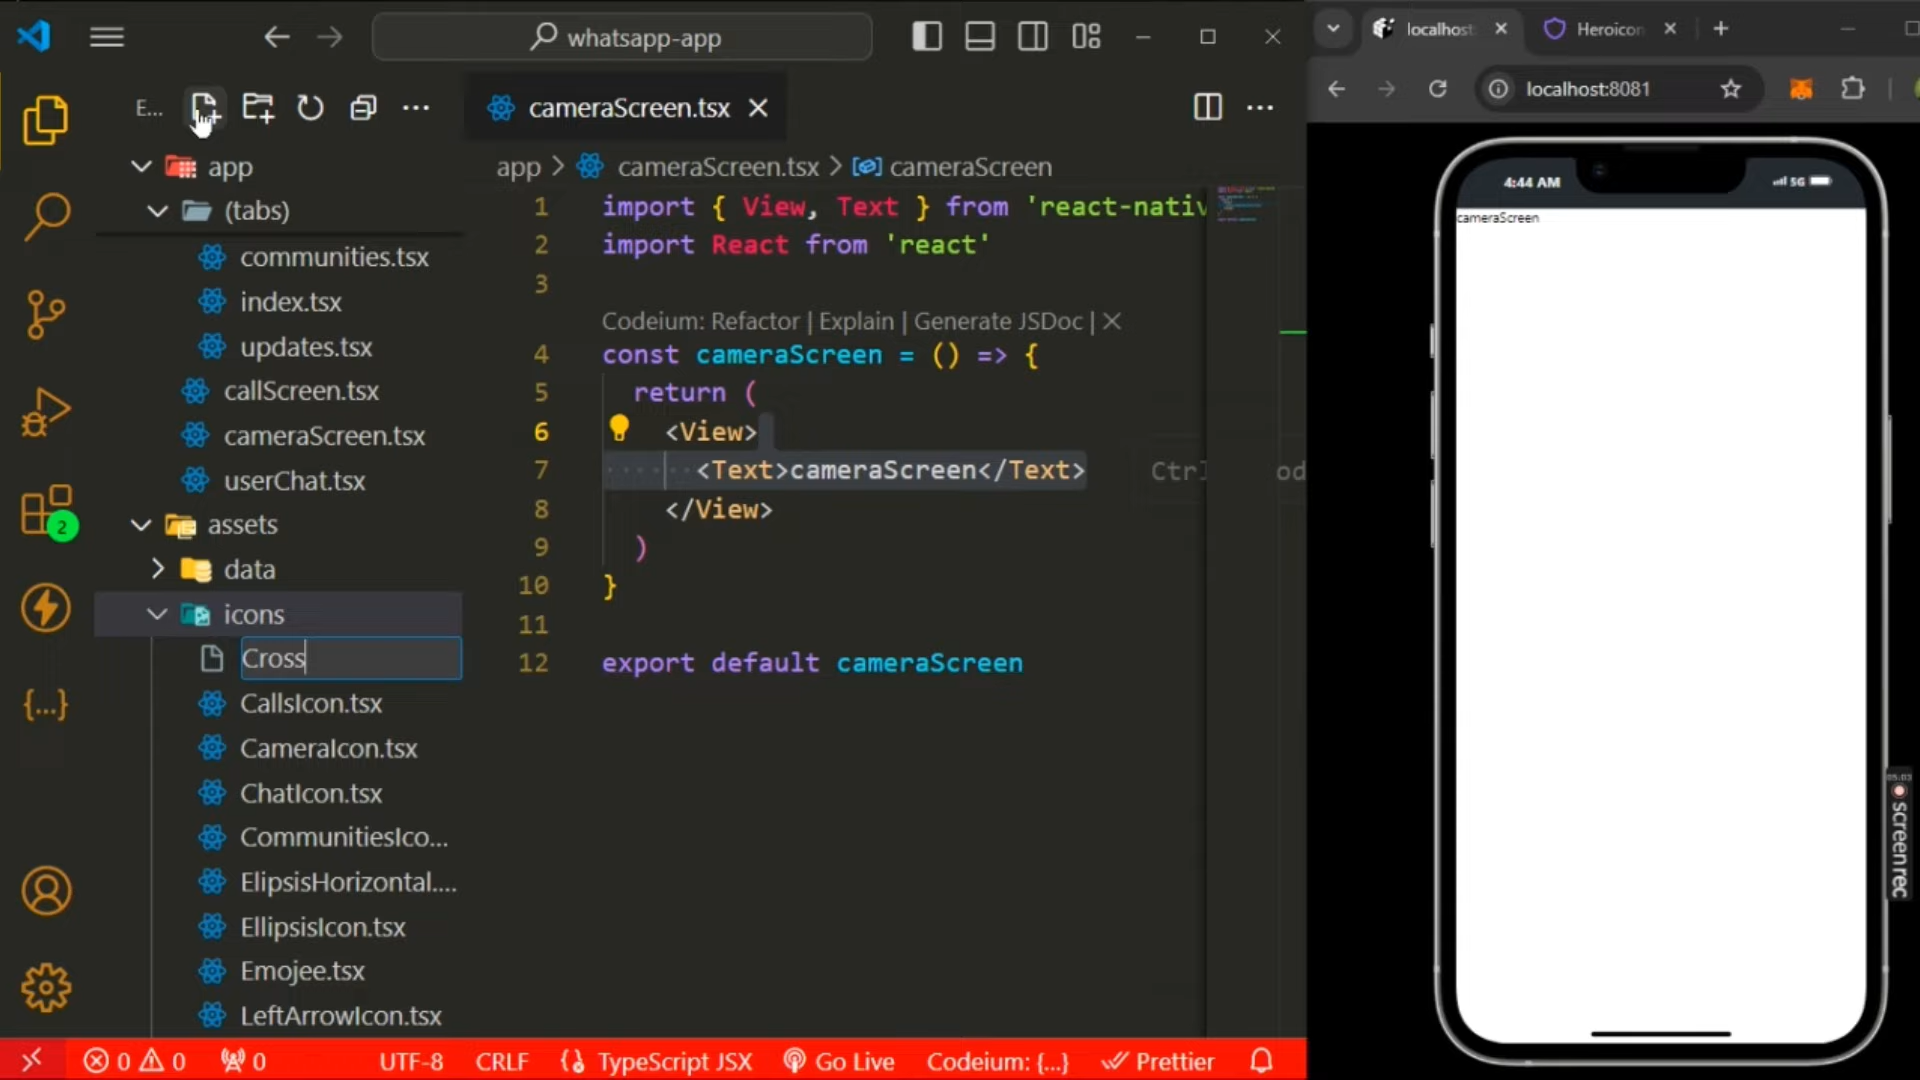 whatsapp-app
E...
app
(tabs)
communities.tsx
index.tsx
updates.tsx
callScreen.tsx
cameraScreen.tsx
userChat.tsx
assets
data
icons
Cross
CallsIcon.tsx
CameraIcon.tsx
ChatIcon.tsx
CommunitiesIco...
ElipsisHorizontal....
EllipsisIcon.tsx
Emojee.tsx
LeftArrowIcon.tsx
2
{...}
cameraScreen.tsx
app > cameraScreen.tsx > cameraScreen
1 import { View, Text } from 'react-nativ
2 import React from 'react'
3
Codeium: Refactor | Explain | Generate JSDoc | ×
4 const cameraScreen = () => {
5 return (
6 <View>
7 <Text>cameraScreen</Text>
8 </View>
9 )
10 }
11
12 export default cameraScreen
0 0 0 UTF-8 CRLF TypeScript JSX Go Live Codeium: {...} Prettier
localhost
Heroicon
localhost:8081
4:44 AM 5G
cameraScreen
05:03
screenrec